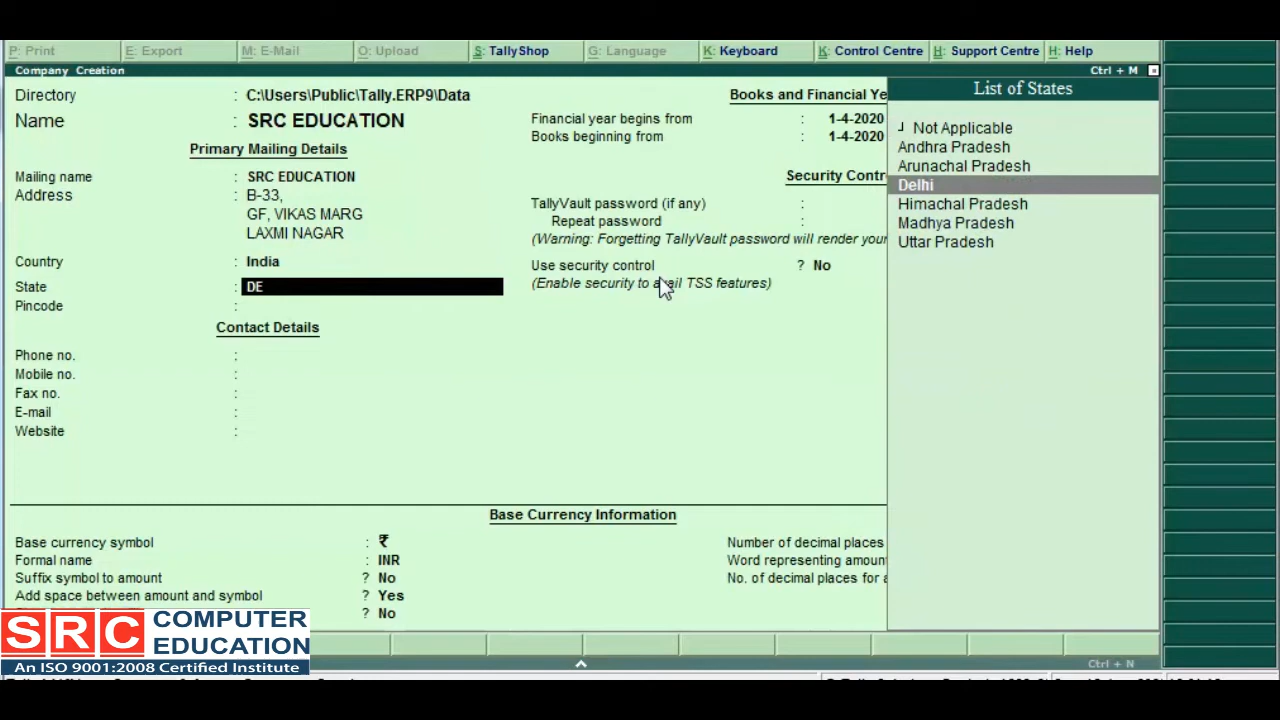 P: Print E: Export M: E-Mail O: Upload S: TallyShop G: Language K: Keyboard K: Control Centre H: Support Centre H: Help
Company Creation Ctrl + M
Directory : C:\Users\Public\Tally.ERP9\Data
Name : SRC EDUCATION
Primary Mailing Details
Mailing name : SRC EDUCATION
Address : B-33,
GF, VIKAS MARG
LAXMI NAGAR
Country : India
State : DE
Pincode :
Contact Details
Phone no. :
Mobile no. :
Fax no. :
E-mail :
Website :
Books and Financial Ye
Financial year begins from : 1-4-2020
Books beginning from : 1-4-2020
Security Contr
TallyVault password (if any) :
Repeat password :
(Warning: Forgetting TallyVault password will render your
Use security control ? No
(Enable security to avail TSS features)
List of States
Not Applicable
Andhra Pradesh
Arunachal Pradesh
Delhi
Himachal Pradesh
Madhya Pradesh
Uttar Pradesh
Base Currency Information
Base currency symbol : ₹
Formal name : INR
Suffix symbol to amount ? No
Add space between amount and symbol ? Yes
? No
Number of decimal places
Word representing amoun
No. of decimal places for a
SRC COMPUTER EDUCATION
An ISO 9001:2008 Certified Institute
Ctrl + N